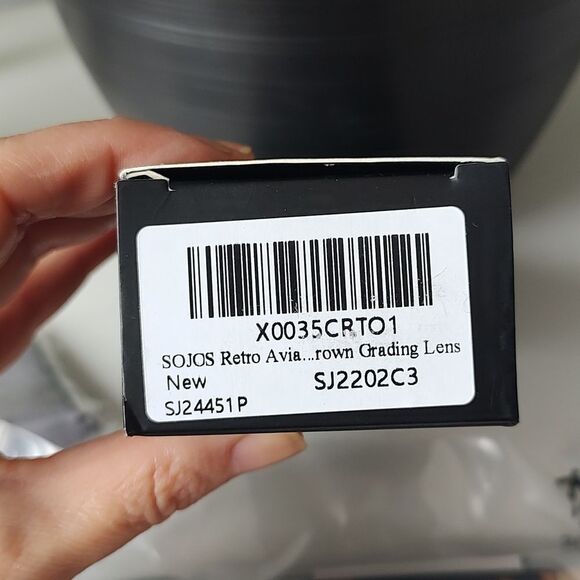 X0035CRTO1
SOJOS Retro Avia...rown Grading Lens
New SJ2202C3
SJ24451P